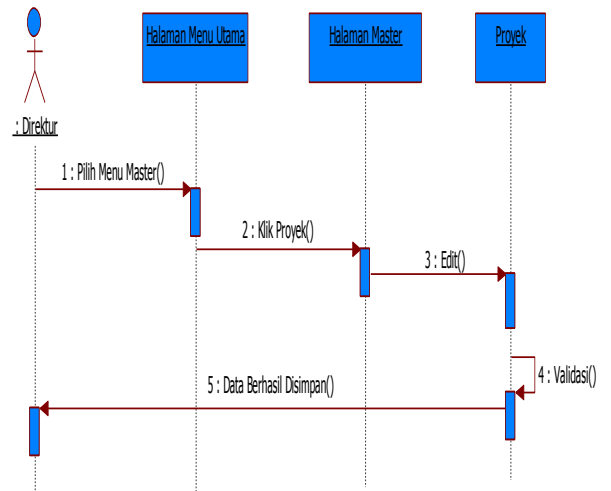 Halaman Menu Utama
Halaman Master
Proyek
: Direktur
1 : Pilih Menu Master()
2 : Klik Proyek()
3 : Edit()
4 : Validasi()
5 : Data Berhasil Disimpan()